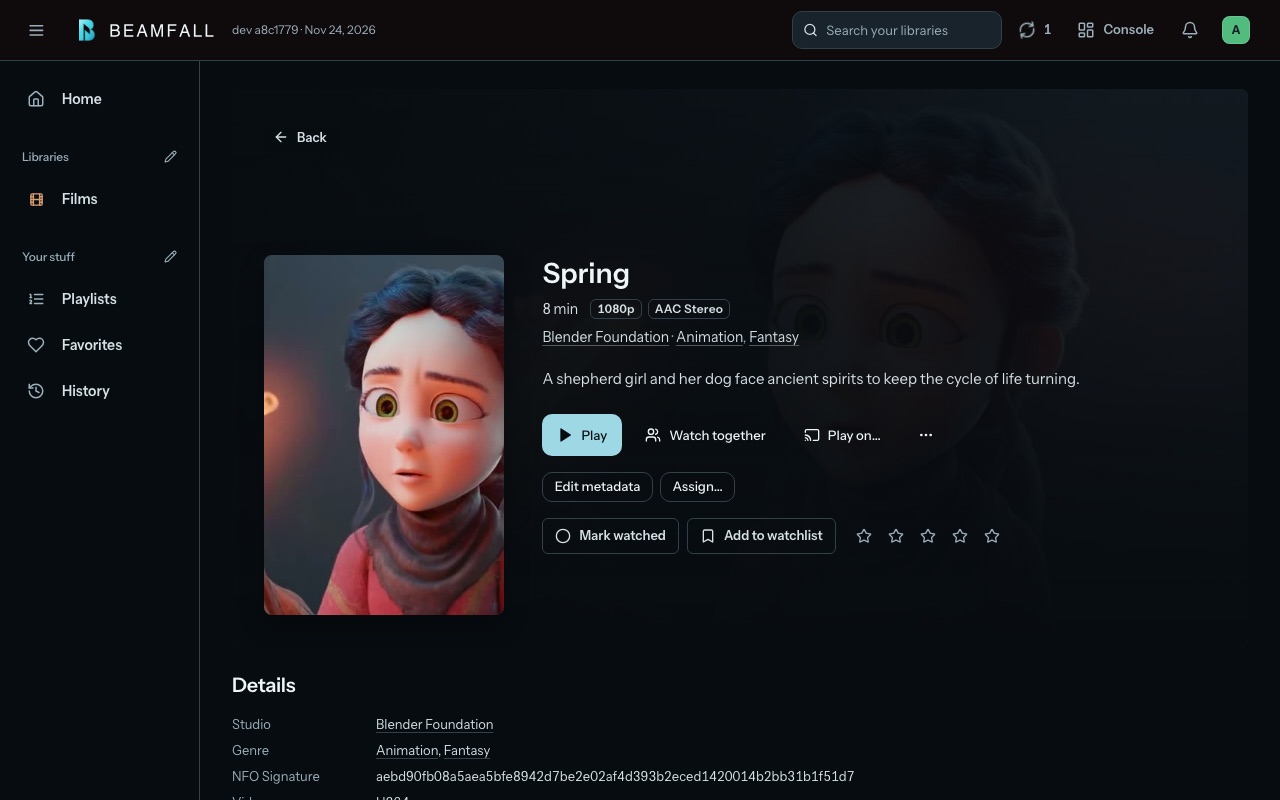 BEAMFALL
dev a8c1779 · Nov 24, 2026
Search your libraries
1
Console
A
Home
Libraries
Films
Your stuff
Playlists
Favorites
History
Back
Spring
8 min 1080p AAC Stereo
Blender Foundation · Animation, Fantasy
A shepherd girl and her dog face ancient spirits to keep the cycle of life turning.
Play Watch together Play on...
Edit metadata Assign...
Mark watched Add to watchlist
Details
Studio Blender Foundation
Genre Animation, Fantasy
NFO Signature aebd90fb08a5aea5bfe8942d7be2e02af4d393b2eced1420014b2bb31b1f51d7